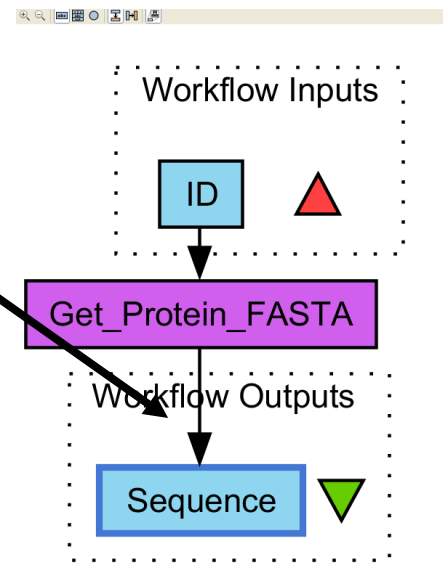 Workflow Inputs
ID
Get_Protein_FASTA
Workflow Outputs
Sequence